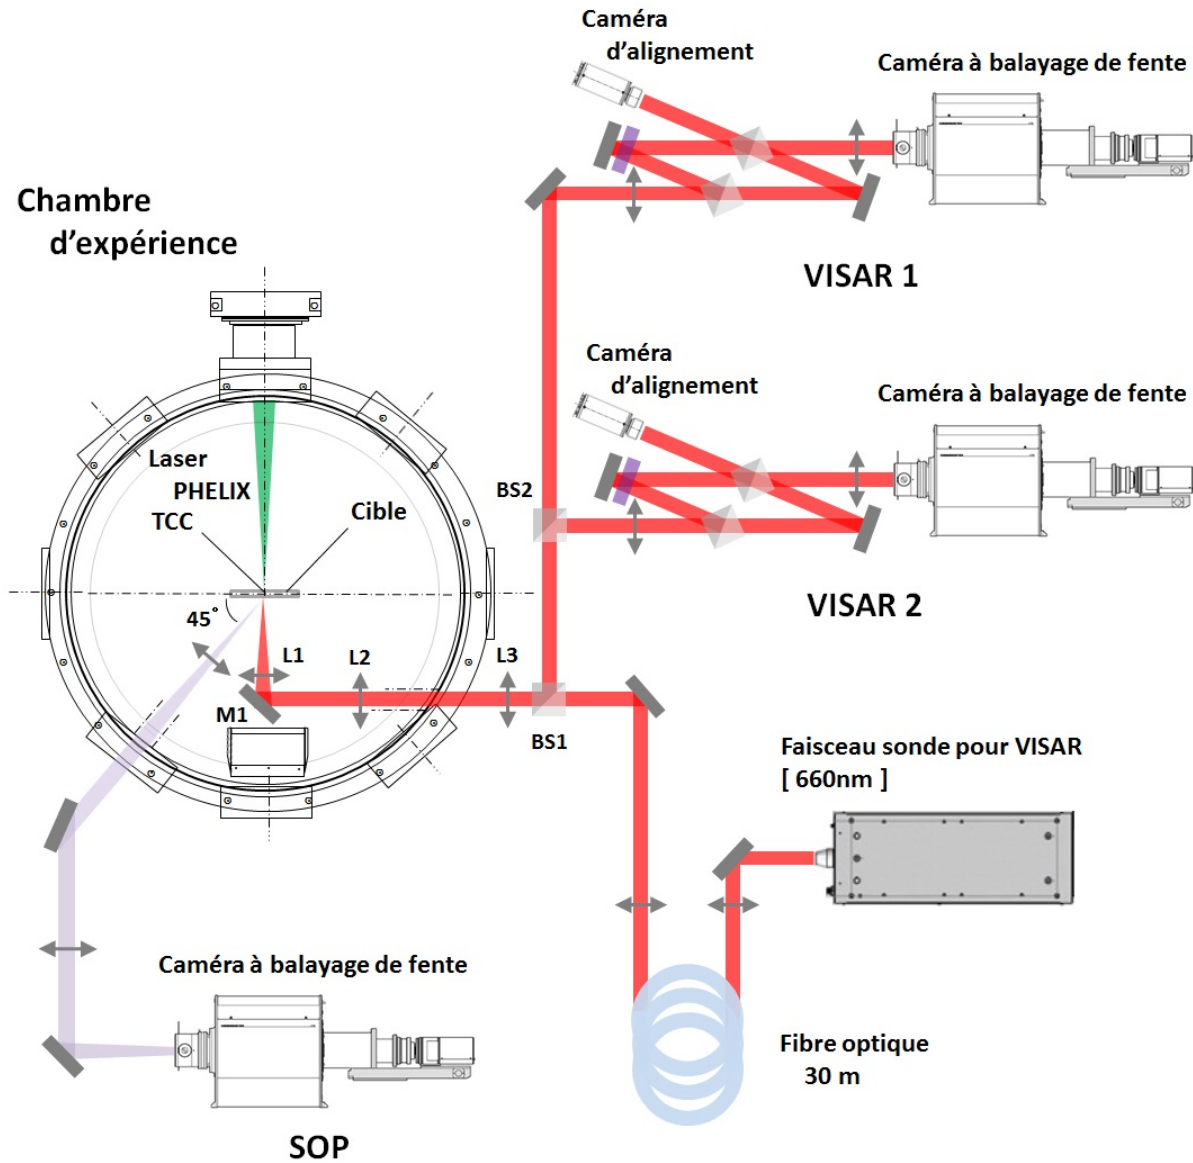 Caméra
d'alignement
Caméra à balayage de fente
VISAR 1
Chambre
d'expérience
Caméra
d'alignement
Caméra à balayage de fente
BS2
VISAR 2
Laser
PHELIX
TCC
Cible
45°
L1
L2
L3
M1
BS1
Faisceau sonde pour VISAR
[ 660nm ]
Caméra à balayage de fente
SOP
Fibre optique
30 m